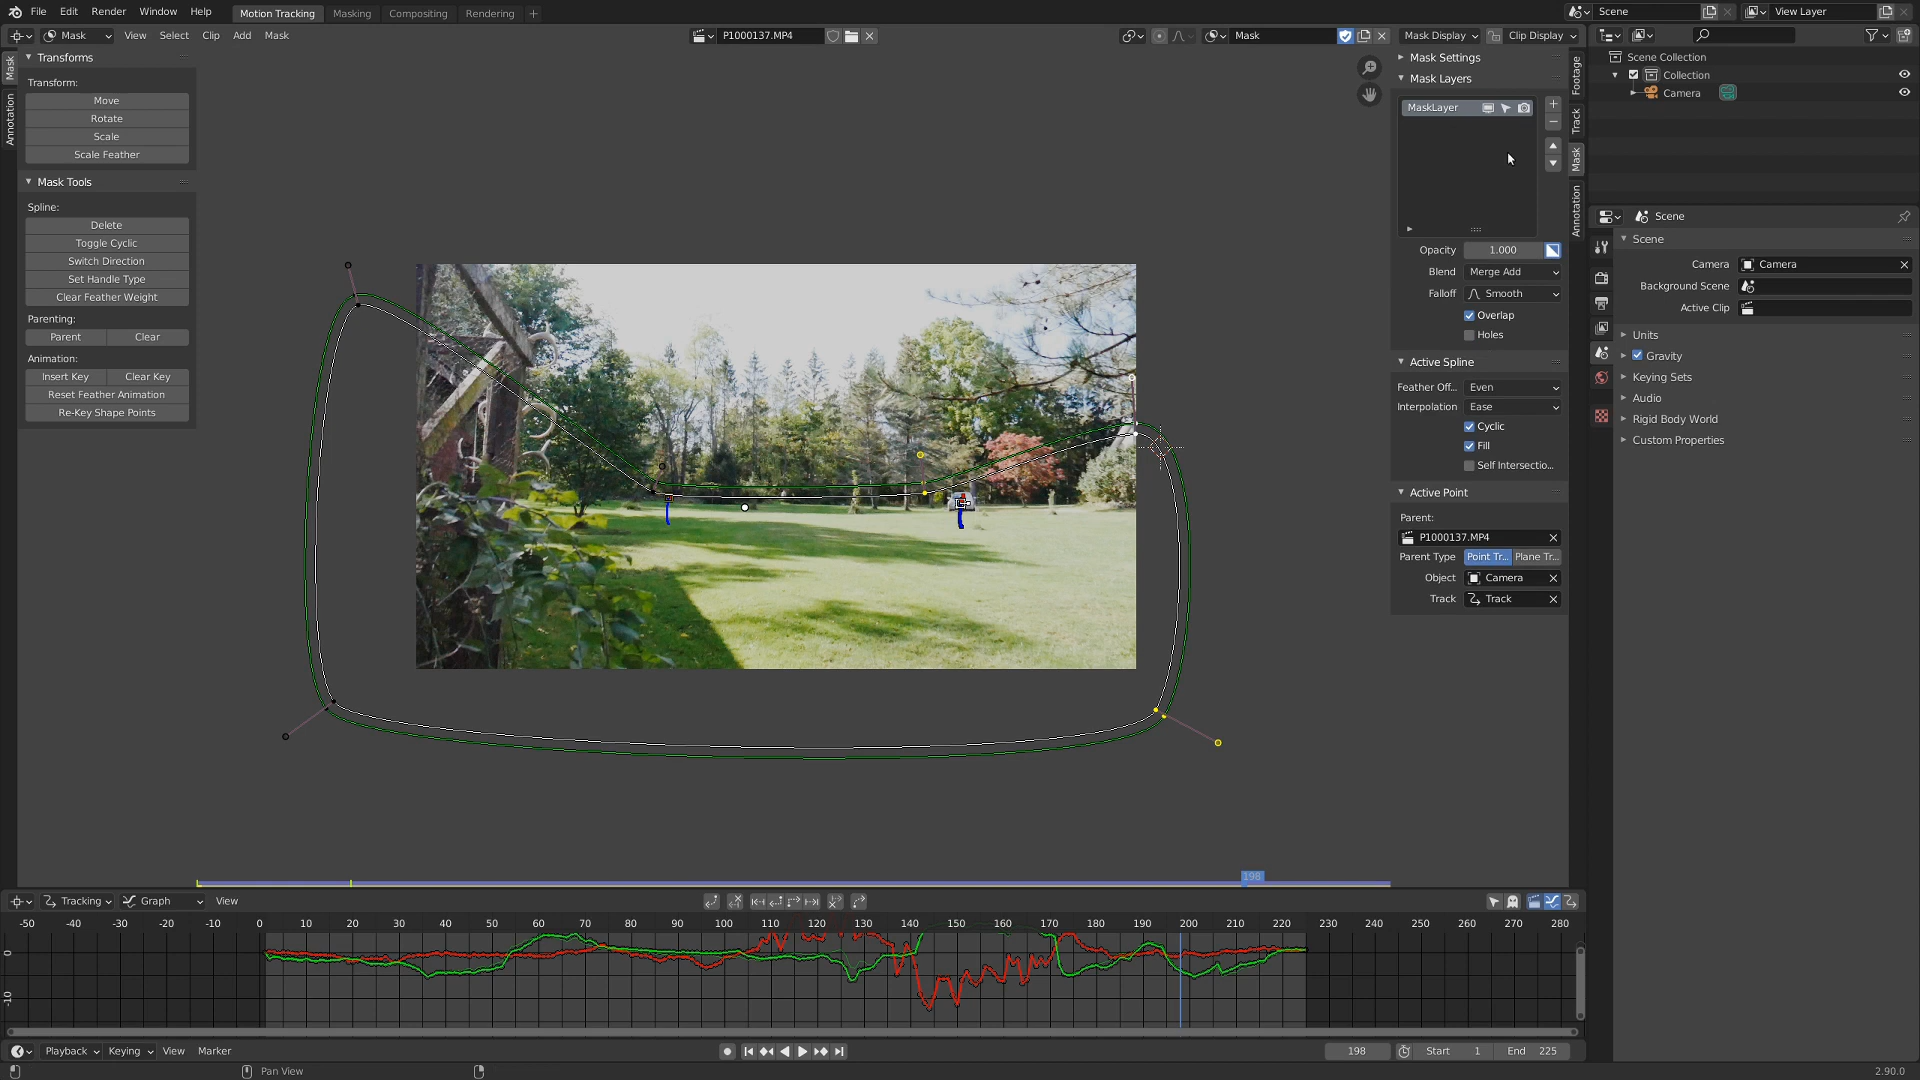 File Edit Render Window Help Motion Tracking Masking Compositing Rendering + Scene View Layer
Mask View Select Clip Add Mask P1000137.MP4 Mask Mask Display Clip Display
Transforms
Transform:
Move
Rotate
Scale
Scale Feather
Mask Tools
Spline:
Delete
Toggle Cyclic
Switch Direction
Set Handle Type
Clear Feather Weight
Parenting:
Parent Clear
Animation:
Insert Key Clear Key
Reset Feather Animation
Re-Key Shape Points
Mask
Annotation
Mask Settings
Mask Layers
MaskLayer
Opacity 1.000
Blend Merge Add
Falloff Smooth
Overlap
Holes
Active Spline
Feather Off... Even
Interpolation Ease
Cyclic
Fill
Self Intersectio...
Active Point
Parent:
P1000137.MP4
Parent Type Point Tr... Plane Tr...
Object Camera
Track Track
Footage
Track
Mask
Annotation
Scene Collection
Collection
Camera
Scene
Scene
Camera Camera
Background Scene
Active Clip
Units
Gravity
Keying Sets
Audio
Rigid Body World
Custom Properties
198
Tracking Graph View
-50 -40 -30 -20 -10 0 10 20 30 40 50 60 70 80 90 100 110 120 130 140 150 160 170 180 190 200 210 220 230 240 250 260 270 280
0
-10
Playback Keying View Marker 198 Start 1 End 225
Pan View 2.90.0